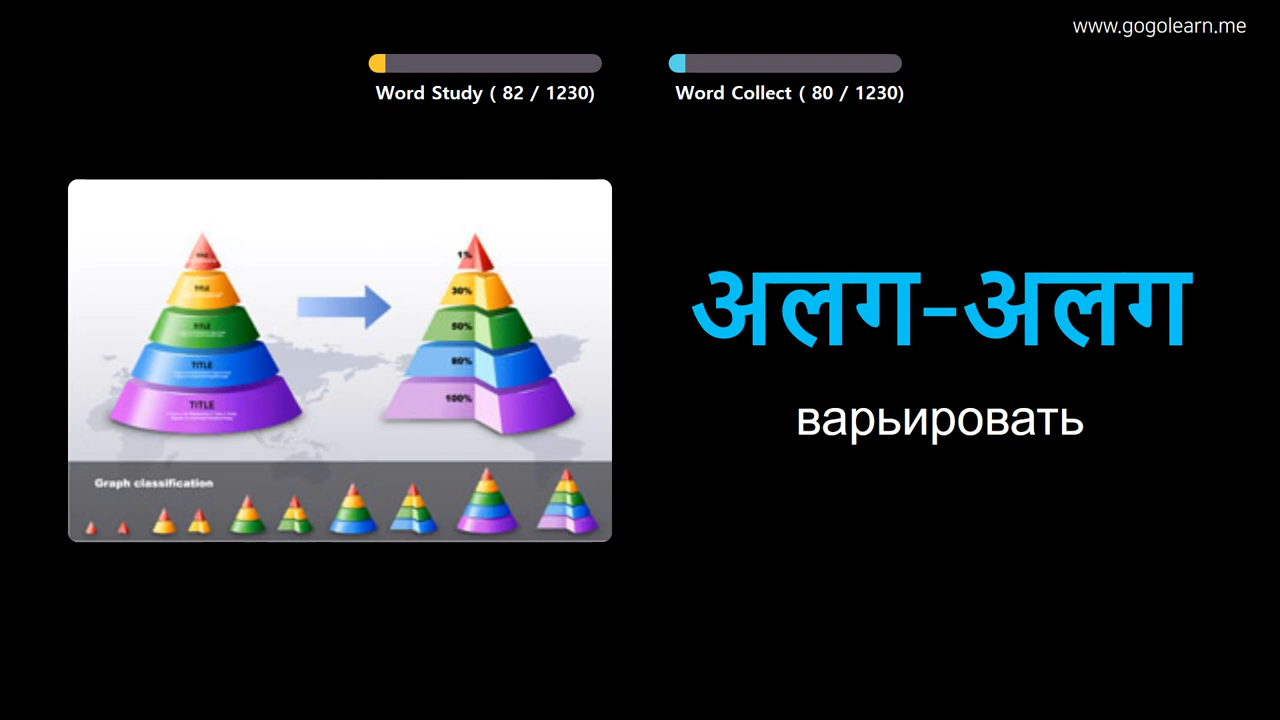 www.gogolearn.me
Word Study ( 82 / 1230)
Word Collect ( 80 / 1230)
अलग-अलग
варьировать
TITLE
TITLE
TITLE
TITLE
1%
30%
50%
80%
100%
Graph classification